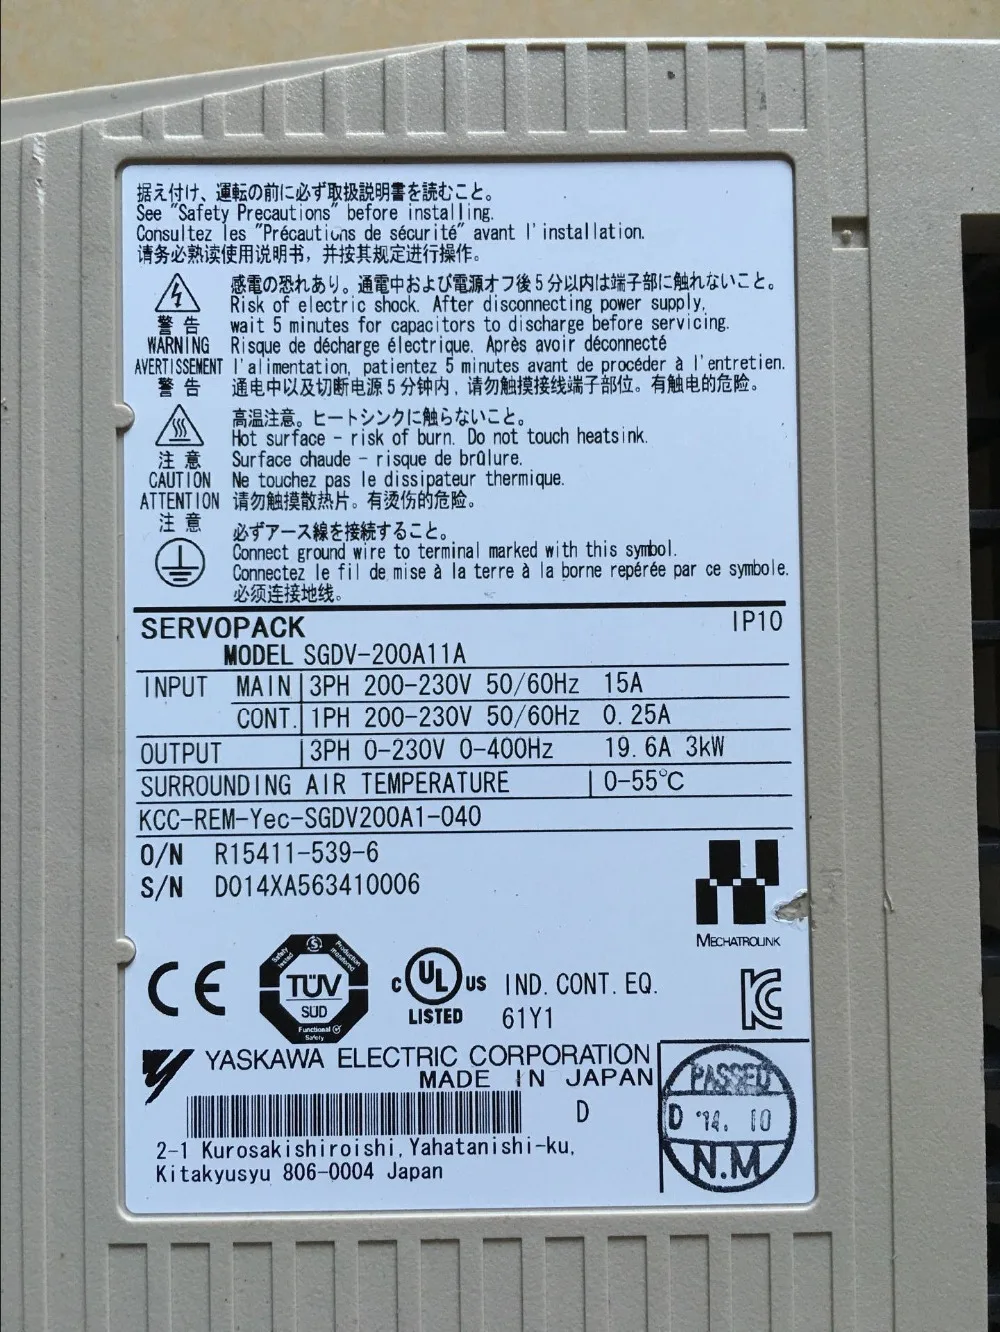 据え付け、運転の前に必ず取扱説明書を読むこと。
See "Safety Precautions" before installing.
Consultez les "Précautions de sécurité" avant l'installation.
请务必熟读使用说明书，并按其规定进行操作。
感電の恐れあり。通電中および電源オフ後5分以内は端子部に触れないこと。
Risk of electric shock. After disconnecting power supply,
警告
wait 5 minutes for capacitors to discharge before servicing.
WARNING
Risque de décharge électrique. Après avoir déconnecté
AVERTISSEMENT
l'alimentation, patientez 5 minutes avant de procéder à l'entretien.
警告
通电中以及切断电源5分钟内，请勿触摸接线端子部位。有触电的危险。
高温注意。ヒートシンクに触らないこと。
Hot surface - risk of burn. Do not touch heatsink.
注意
Surface chaude - risque de brûlure.
CAUTION
Ne touchez pas le dissipateur thermique.
ATTENTION
请勿触摸散热片。有烫伤的危险。
注意
必ずアース線を接続すること。
Connect ground wire to terminal marked with this symbol.
Connectez le fil de mise à la terre à la borne repérée par ce symbole.
必须连接地线。
SERVOPACK IP10
MODEL SGDV-200A11A
INPUT MAIN 3PH 200-230V 50/60Hz 15A
CONT. 1PH 200-230V 50/60Hz 0.25A
OUTPUT 3PH 0-230V 0-400Hz 19.6A 3kW
SURROUNDING AIR TEMPERATURE 0-55℃
KCC-REM-Yec-SGDV200A1-040
O/N R15411-539-6
S/N D014XA563410006
MECHATROLINK
CE
Safety tested
Production monitored
TÜV
SÜD
Functional Safety
C UL US
LISTED
IND. CONT. EQ.
61Y1
KC
YASKAWA ELECTRIC CORPORATION
MADE IN JAPAN
D
2-1 Kurosakishiroishi, Yahatanishi-ku,
Kitakyusyu 806-0004 Japan
PASSED
D '14. 10
N.M